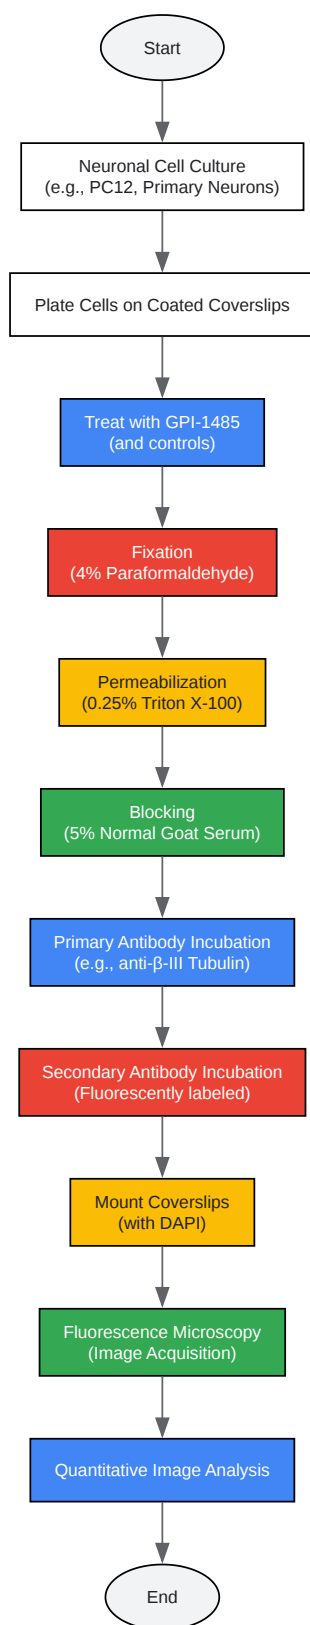 Start
Neuronal Cell Culture
(e.g., PC12, Primary Neurons)
Plate Cells on Coated Coverslips
Treat with GPI-1485
(and controls)
Fixation
(4% Paraformaldehyde)
Permeabilization
(0.25% Triton X-100)
Blocking
(5% Normal Goat Serum)
Primary Antibody Incubation
(e.g., anti-β-III Tubulin)
Secondary Antibody Incubation
(Fluorescently labeled)
Mount Coverslips
(with DAPI)
Fluorescence Microscopy
(Image Acquisition)
Quantitative Image Analysis
End